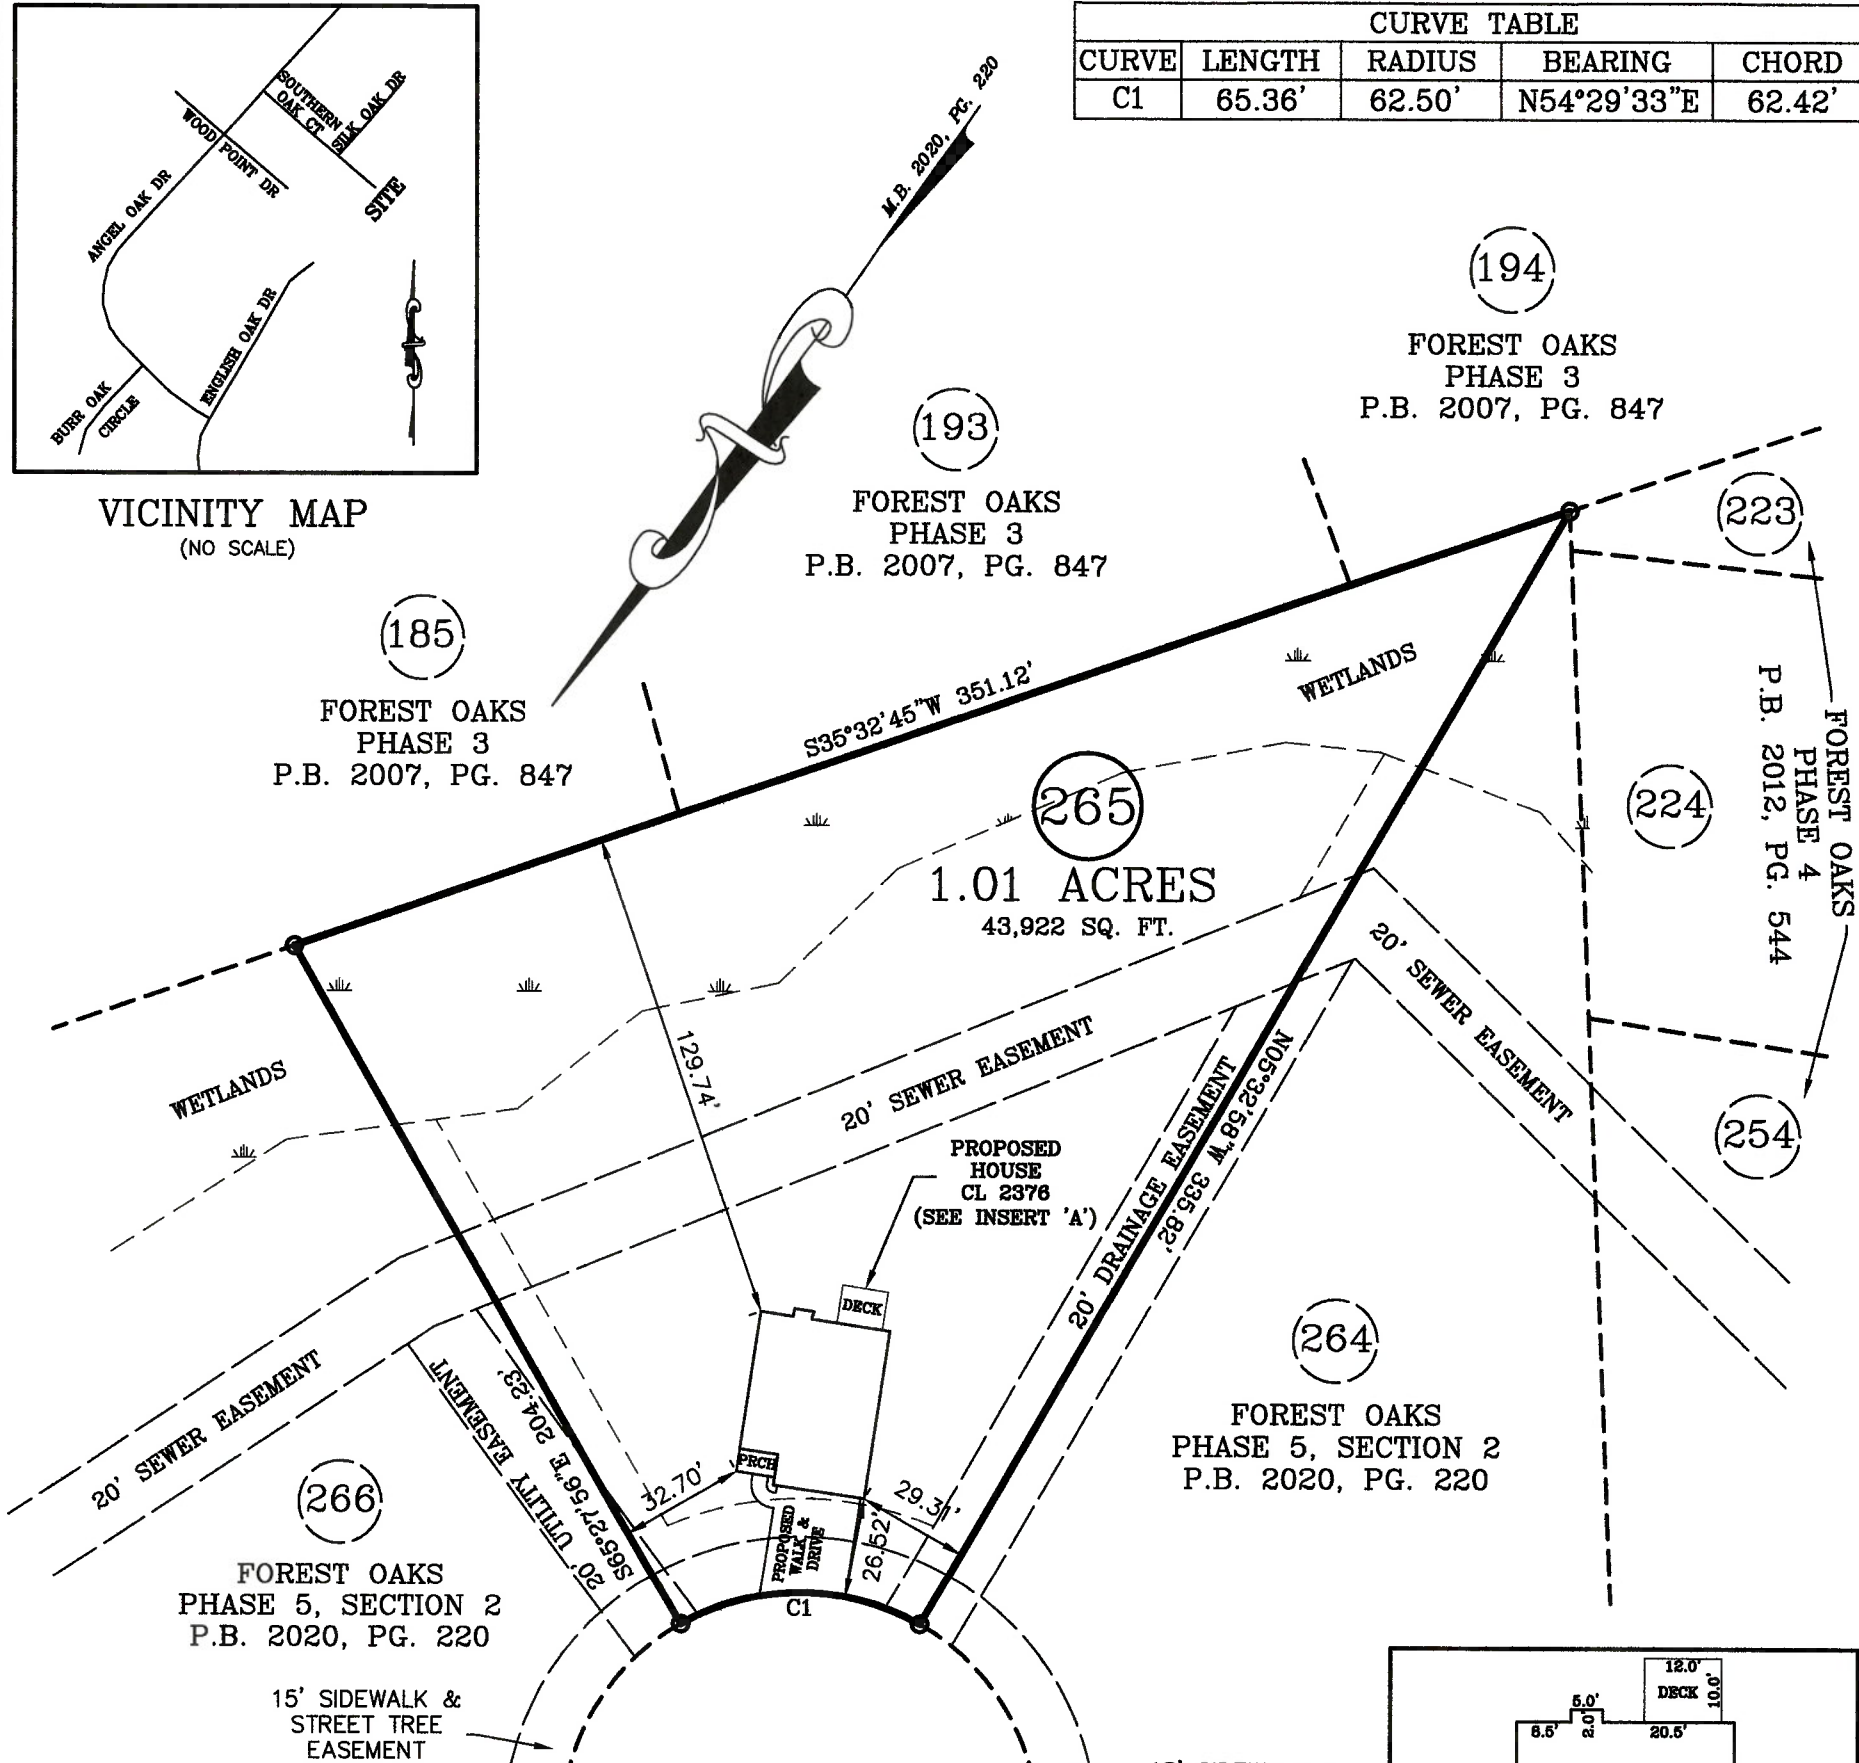 CURVE TABLE
CURVE LENGTH RADIUS BEARING CHORD
C1 65.36' 62.50' N54°29'33"E 62.42'
SOUTHERN
OAK CT
SILK OAK DR
WOOD POINT DR
SITE
ANGEL OAK DR
ENGLISH OAK DR
BURR OAK
CIRCLE
VICINITY MAP
(NO SCALE)
M.B. 2020, PG. 220
194
FOREST OAKS
PHASE 3
P.B. 2007, PG. 847
193
FOREST OAKS
PHASE 3
P.B. 2007, PG. 847
185
FOREST OAKS
PHASE 3
P.B. 2007, PG. 847
223
224
254
FOREST OAKS
PHASE 4
P.B. 2012, PG. 544
S35°32'45"W 351.12'
WETLANDS
265
1.01 ACRES
43,922 SQ. FT.
WETLANDS
129.74'
20' SEWER EASEMENT
20' SEWER EASEMENT
20' SEWER EASEMENT
PROPOSED
HOUSE
CL 2376
(SEE INSERT 'A')
20' DRAINAGE EASEMENT
N05°32'58"W 335.82'
DECK
PRCH
32.70'
29.31'
26.52'
PROPOSED
WALK &
DRIVE
C1
S65°27'56"E 204.23'
20' UTILITY EASEMENT
264
FOREST OAKS
PHASE 5, SECTION 2
P.B. 2020, PG. 220
266
FOREST OAKS
PHASE 5, SECTION 2
P.B. 2020, PG. 220
15' SIDEWALK &
STREET TREE
EASEMENT
12.0'
DECK
10.0'
5.0'
2.0'
20.5'